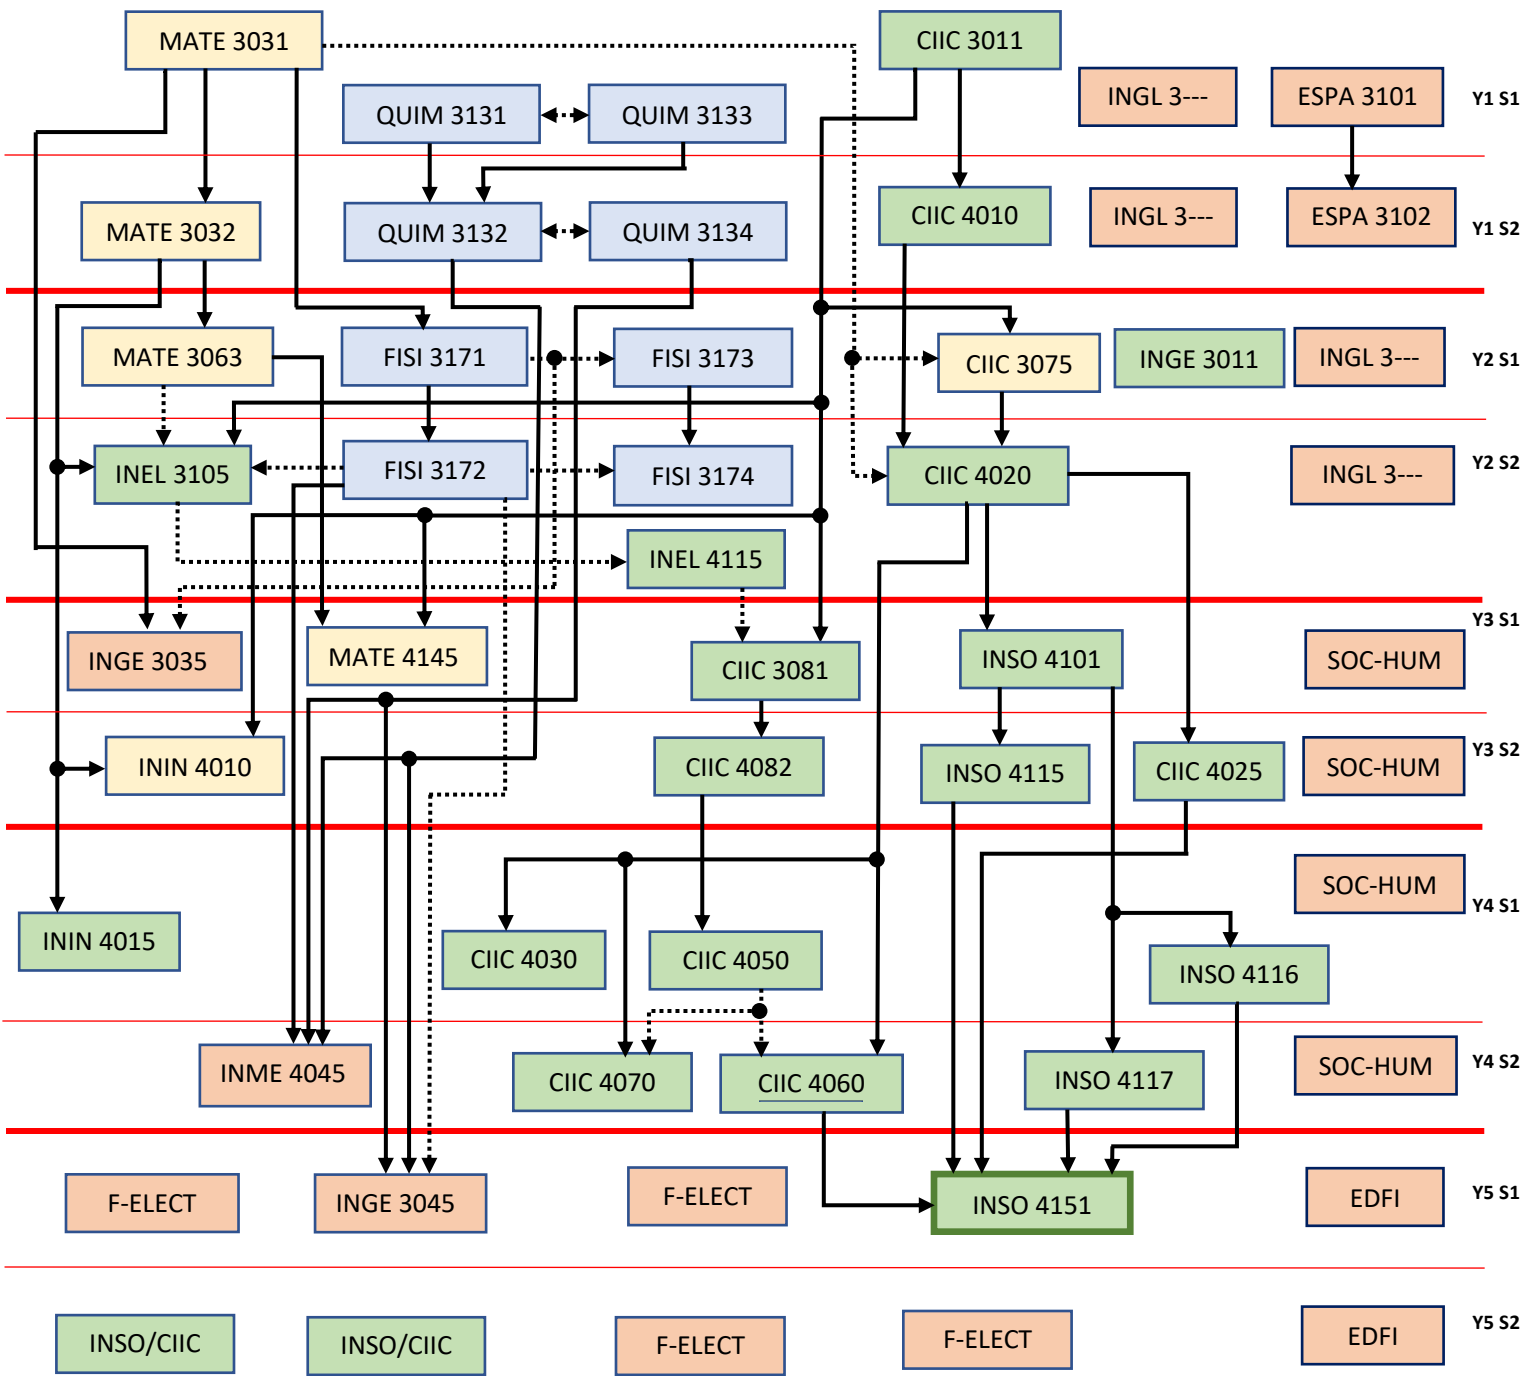 MATE 3031
CIIC 3011
QUIM 3131
QUIM 3133
INGL 3---
ESPA 3101
Y1 S1
MATE 3032
QUIM 3132
QUIM 3134
CIIC 4010
INGL 3---
ESPA 3102
Y1 S2
MATE 3063
FISI 3171
FISI 3173
CIIC 3075
INGE 3011
INGL 3---
Y2 S1
INEL 3105
FISI 3172
FISI 3174
CIIC 4020
INGL 3---
Y2 S2
INEL 4115
Y3 S1
INGE 3035
MATE 4145
CIIC 3081
INSO 4101
SOC-HUM
ININ 4010
CIIC 4082
INSO 4115
CIIC 4025
SOC-HUM
Y3 S2
SOC-HUM
Y4 S1
ININ 4015
CIIC 4030
CIIC 4050
INSO 4116
INME 4045
CIIC 4070
CIIC 4060
INSO 4117
SOC-HUM
Y4 S2
F-ELECT
INGE 3045
F-ELECT
INSO 4151
EDFI
Y5 S1
INSO/CIIC
INSO/CIIC
F-ELECT
F-ELECT
EDFI
Y5 S2